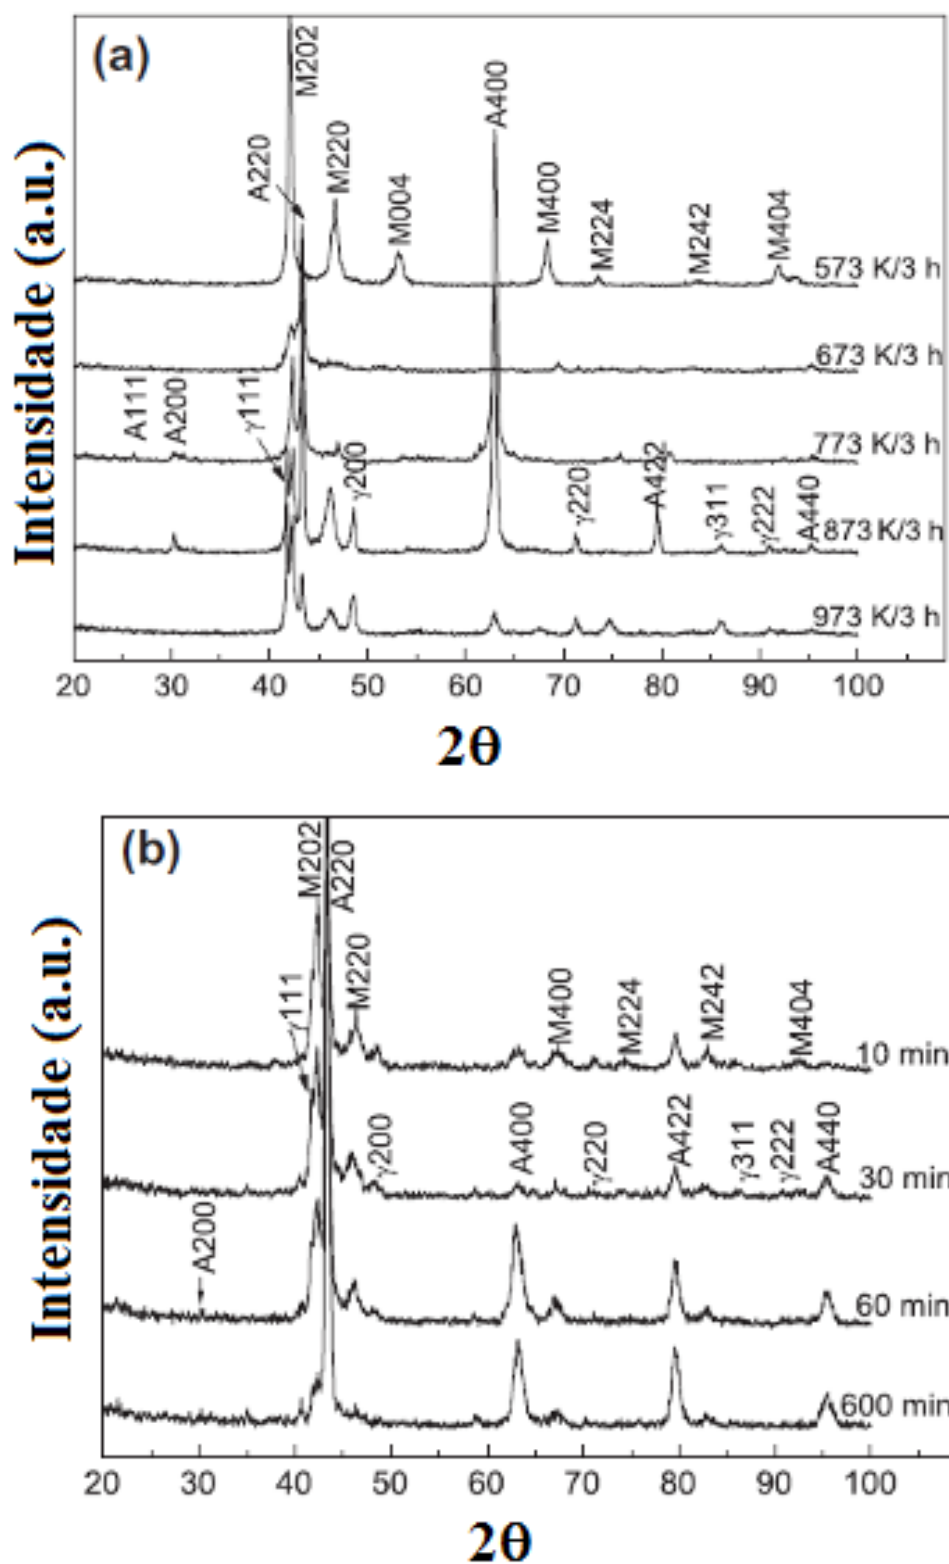 (a)
Intensidade (a.u.)
M202
A220
M220
M004
A400
M400
M224
M242
M404
573 K/3 h
673 K/3 h
A111
A200
γ111
773 K/3 h
γ200
γ220
A422
γ311
γ222
A440
873 K/3 h
973 K/3 h
20 30 40 50 60 70 80 90 100
2θ
(b)
Intensidade (a.u.)
M202
A220
γ111
M220
M400
M224
M242
M404
10 min
γ200
A400
γ220
A422
γ311
γ222
A440
30 min
A200
60 min
600 min
20 30 40 50 60 70 80 90 100
2θ